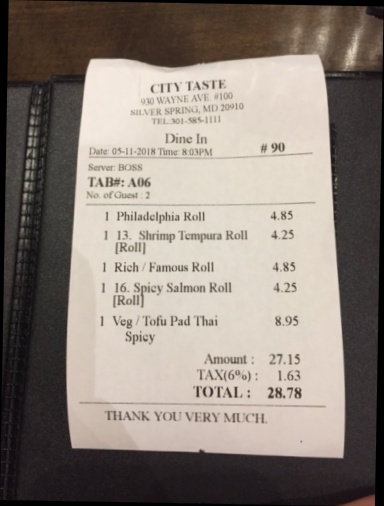 CITY TASTE
930 WAYNE AVE. #100
SILVER SPRING, MD 20910
TEL:301-585-1111
Dine In
Date: 05-11-2018 Time: 8:03PM # 90
Server: BOSS
TAB#: A06
No. of Guest : 2
1 Philadelphia Roll 4.85
1 13. Shrimp Tempura Roll 4.25
[Roll]
1 Rich / Famous Roll 4.85
1 16. Spicy Salmon Roll 4.25
[Roll]
1 Veg / Tofu Pad Thai 8.95
Spicy
Amount : 27.15
TAX(6%) : 1.63
TOTAL : 28.78
THANK YOU VERY MUCH.